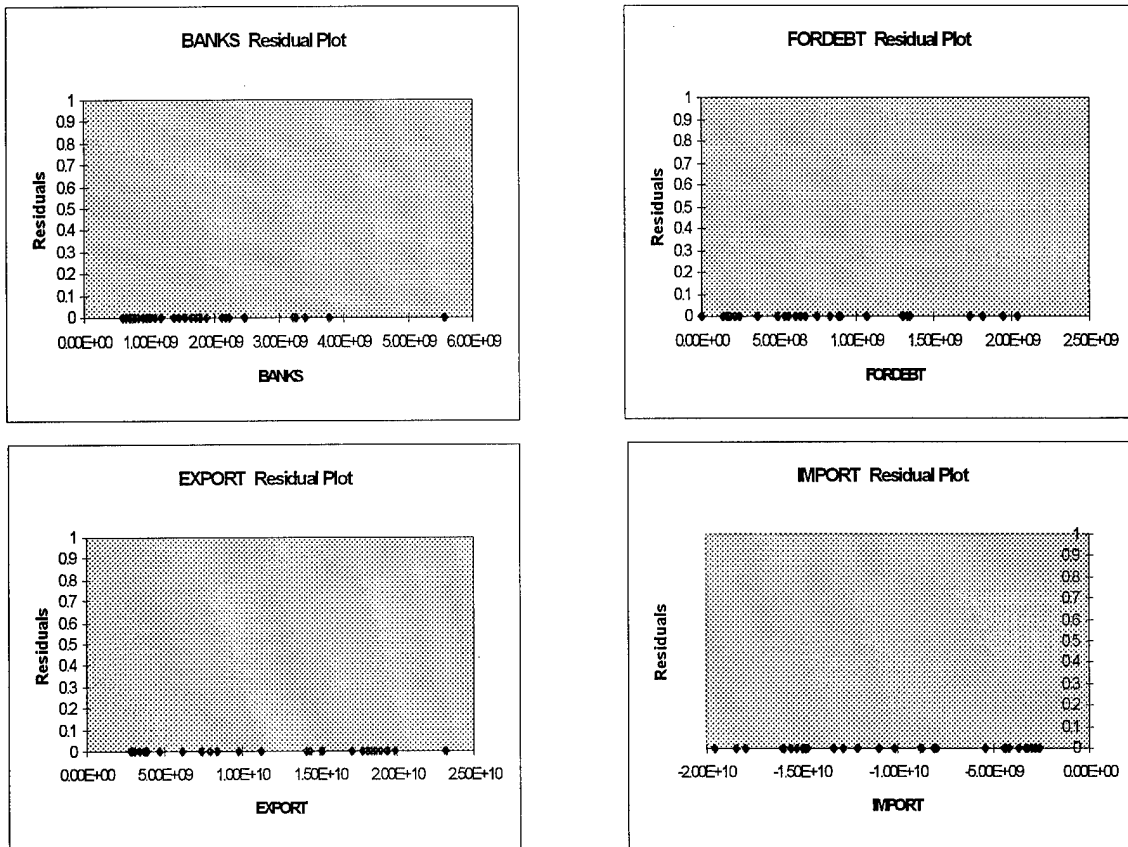 BANKS Residual Plot
1
0.9
0.8
0.7
0.6
0.5
0.4
0.3
0.2
0.1
0
Residuals
0.00E+00 1.00E+09 2.00E+09 3.00E+09 4.00E+09 5.00E+09 6.00E+09
BANKS
FORDEBT Residual Plot
1
0.9
0.8
0.7
0.6
0.5
0.4
0.3
0.2
0.1
0
Residuals
0.00E+00 5.00E+08 1.00E+09 1.50E+09 2.00E+09 2.50E+09
FORDEBT
EXPORT Residual Plot
1
0.9
0.8
0.7
0.6
0.5
0.4
0.3
0.2
0.1
0
Residuals
0.00E+00 5.00E+09 1.00E+10 1.50E+10 2.00E+10 2.50E+10
EXPORT
IMPORT Residual Plot
1
0.9
0.8
0.7
0.6
0.5
0.4
0.3
0.2
0.1
0
Residuals
-2.00E+10 -1.50E+10 -1.00E+10 -5.00E+09 0.00E+00
IMPORT